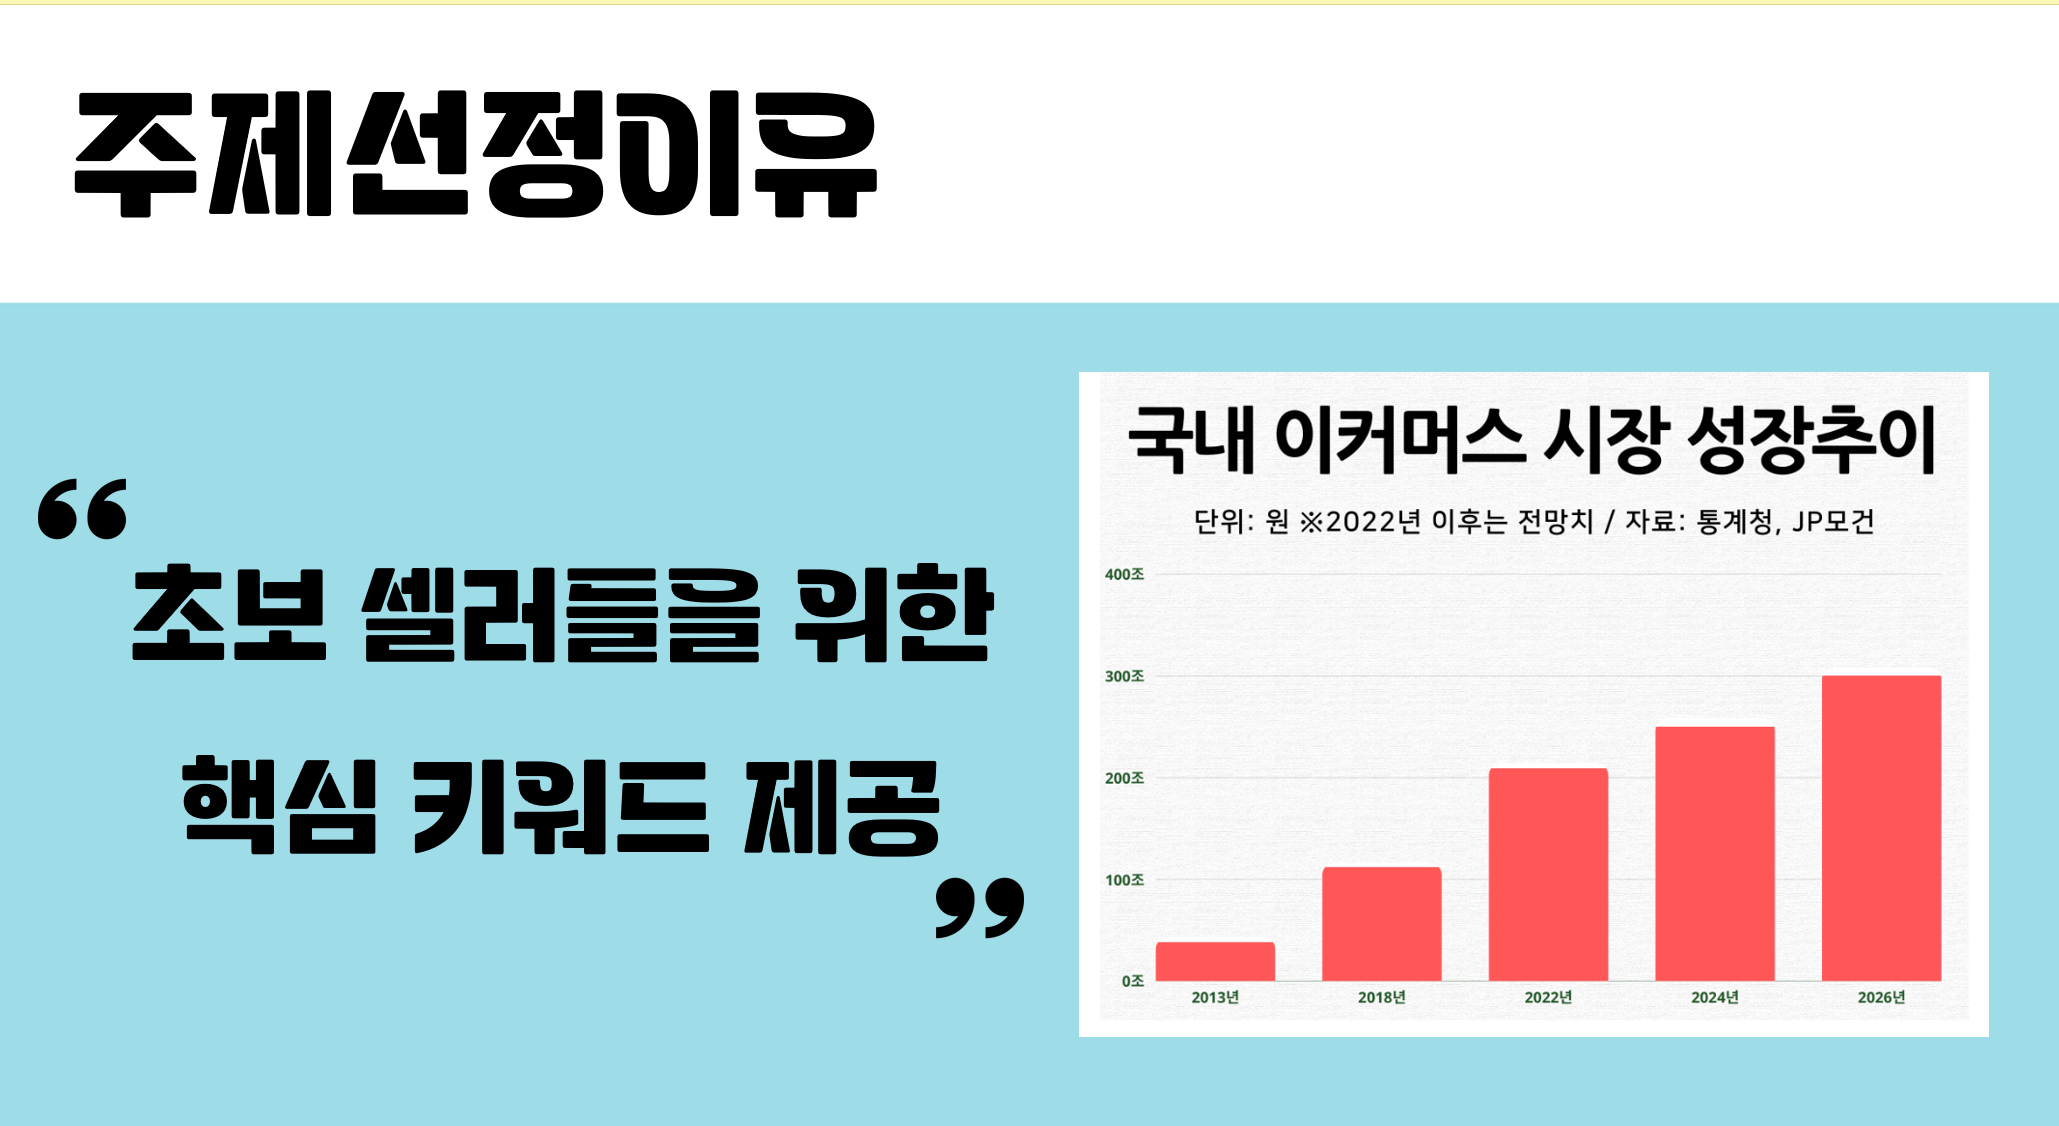 주제선정이유
“
초보 셀러들을 위한
핵심 키워드 제공
”
국내 이커머스 시장 성장추이
단위: 원 ※2022년 이후는 전망치 / 자료: 통계청, JP모건
400조
300조
200조
100조
0조
2013년 2018년 2022년 2024년 2026년